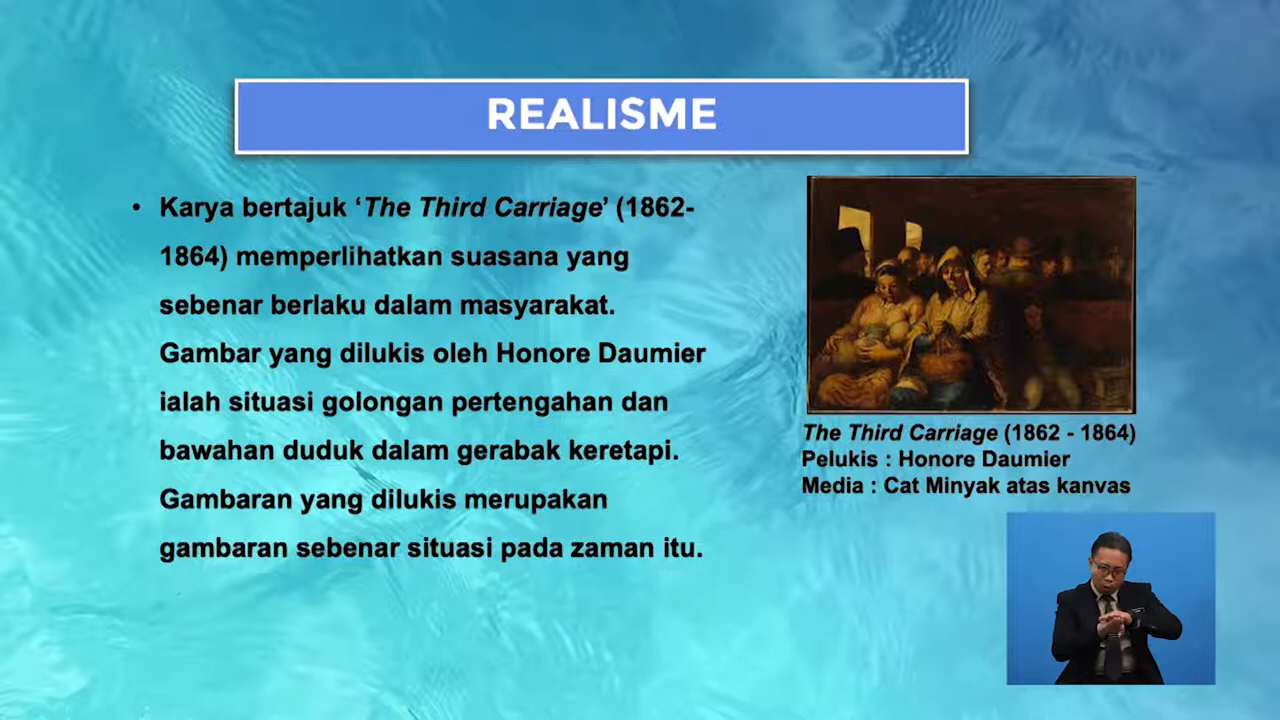 REALISME
• Karya bertajuk ‘The Third Carriage’ (1862-
1864) memperlihatkan suasana yang
sebenar berlaku dalam masyarakat.
Gambar yang dilukis oleh Honore Daumier
ialah situasi golongan pertengahan dan
bawahan duduk dalam gerabak keretapi.
Gambaran yang dilukis merupakan
gambaran sebenar situasi pada zaman itu.
The Third Carriage (1862 - 1864)
Pelukis : Honore Daumier
Media : Cat Minyak atas kanvas